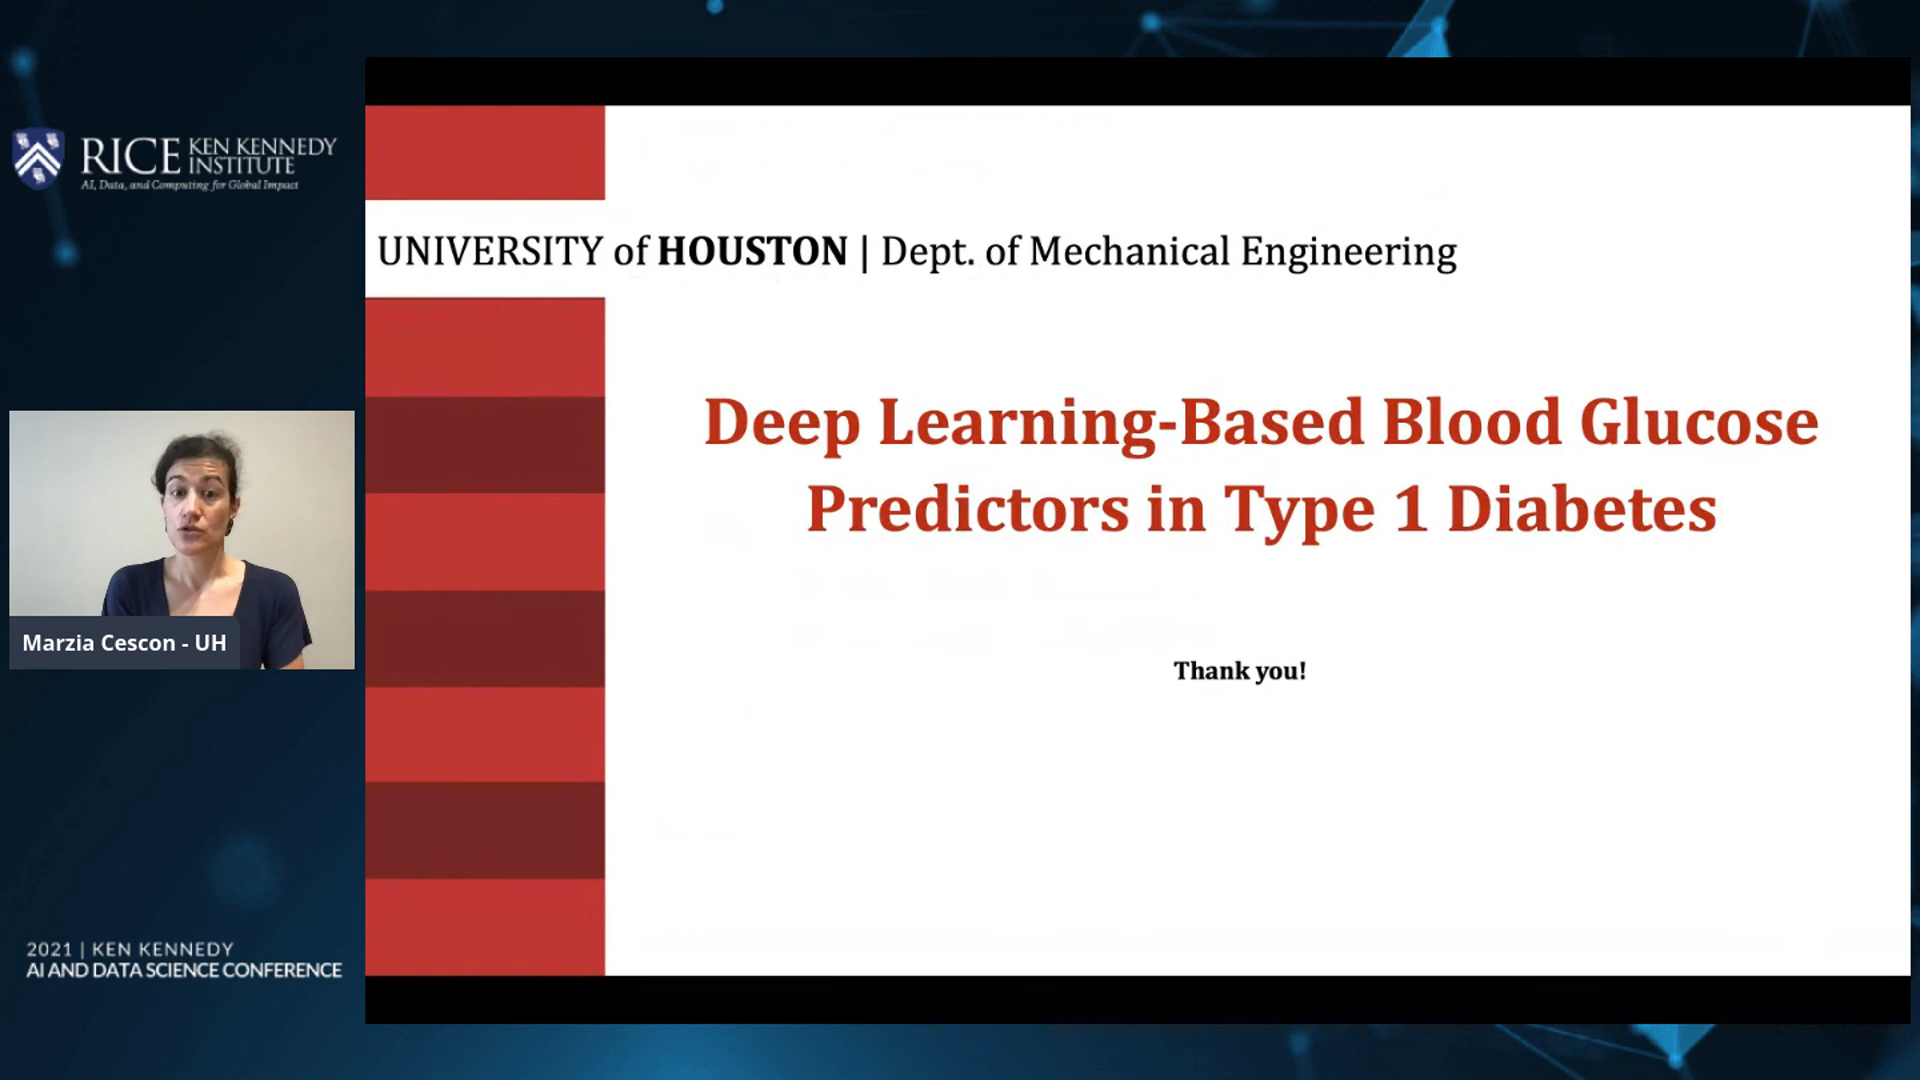 RICE KEN KENNEDY
INSTITUTE
AI, Data, and Computing for Global Impact
UNIVERSITY of HOUSTON | Dept. of Mechanical Engineering
Deep Learning-Based Blood Glucose
Predictors in Type 1 Diabetes
Thank you!
Marzia Cescon - UH
2021 | KEN KENNEDY
AI AND DATA SCIENCE CONFERENCE